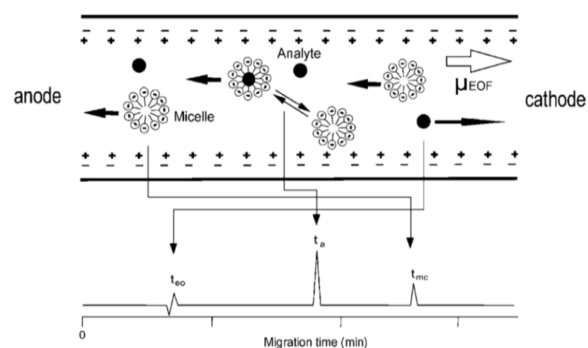 Analyte
μEOF
anode
cathode
Micelle
ta
teo
tmc
0
Migration time (min)